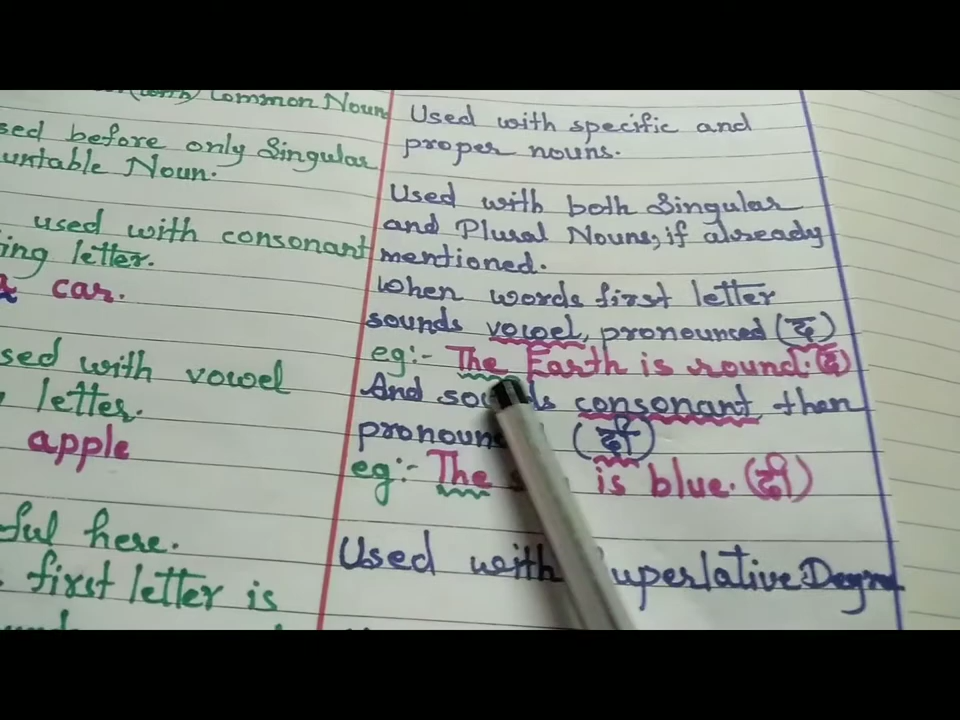 Common Noun
Used with specific and
proper nouns.
sed before only Singular
untable Noun.
Used with both Singular
and Plural Nouns, if already
mentioned.
used with consonant
ing letter.
car.
When words first letter
sounds vowel, pronounced (द)
eg:- The Earth is round. (द)
And sounds consonant then
(दी)
eg:- The is blue. (दी)
sed with vowel
letter.
apple
ful here.
first letter is
Used with Superlative Degree